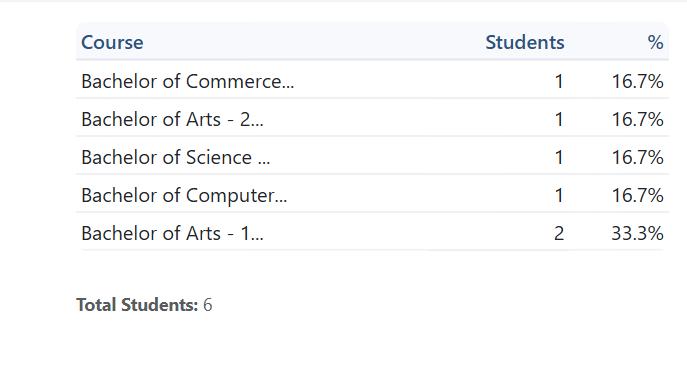 Course Students %
Bachelor of Commerce... 1 16.7%
Bachelor of Arts - 2... 1 16.7%
Bachelor of Science ... 1 16.7%
Bachelor of Computer... 1 16.7%
Bachelor of Arts - 1... 2 33.3%
Total Students: 6